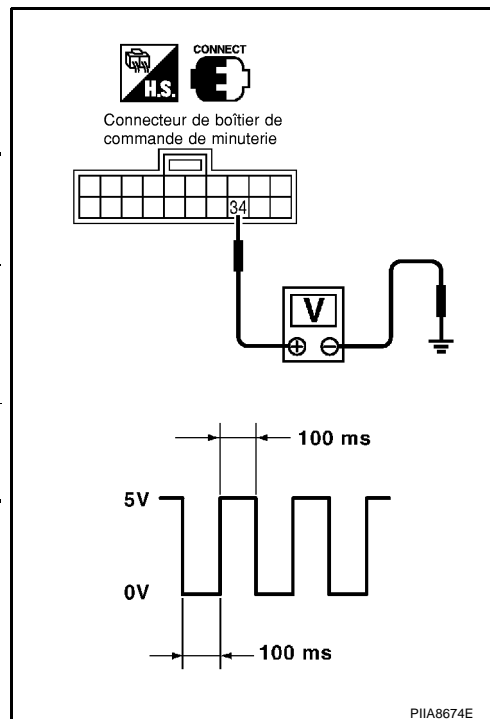 CONNECT
H.S.
Connecteur de boîtier de
commande de minuterie
34
V
100 ms
5V
0V
100 ms
PIIA8674E